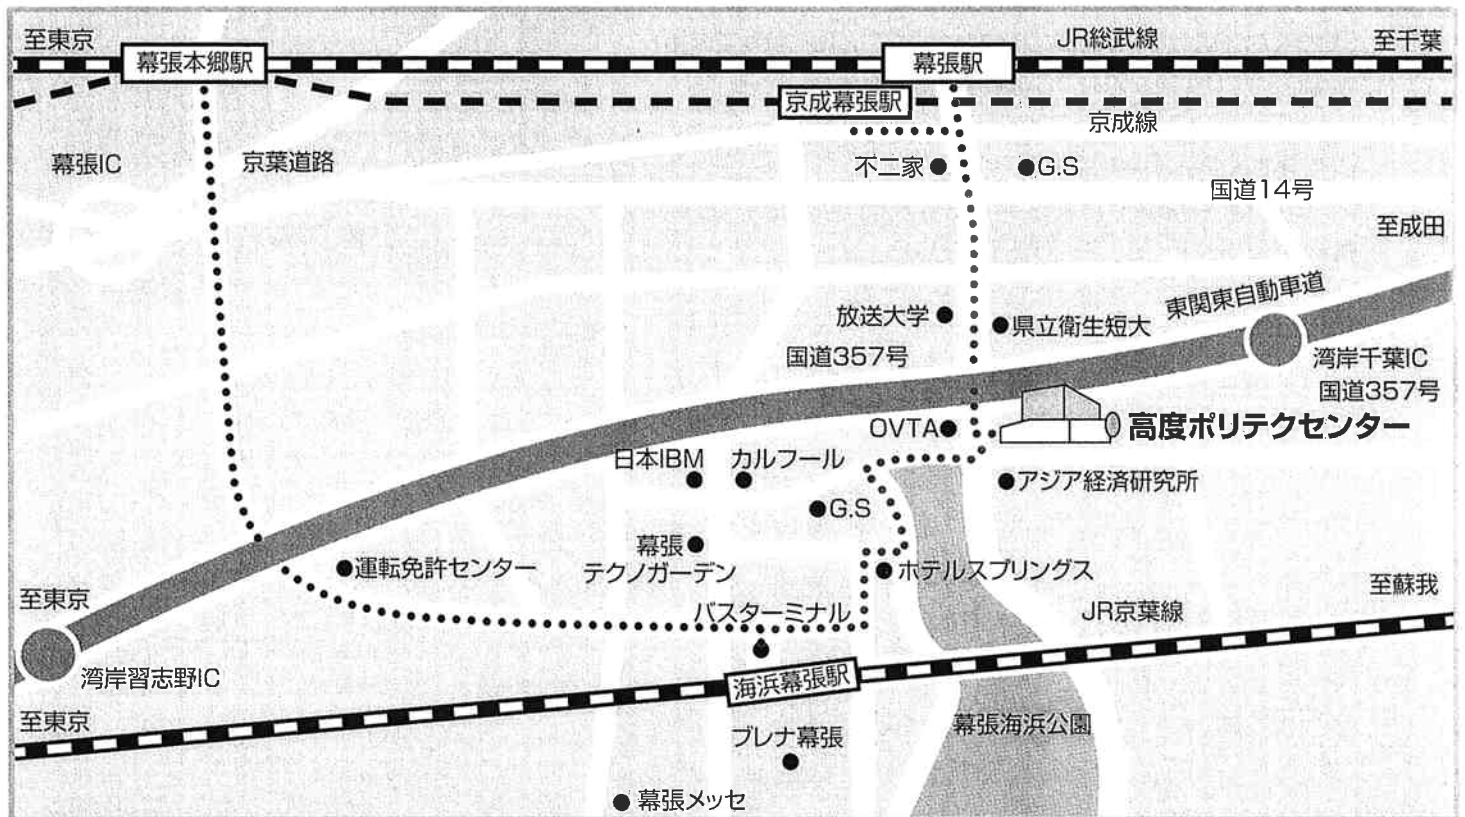 至東京
幕張本郷駅
幕張駅
JR総武線
至千葉
京成幕張駅
京成線
幕張IC
京葉道路
不二家
G.S
国道14号
至成田
東関東自動車道
放送大学
県立衛生短大
国道357号
湾岸千葉IC
国道357号
OVTA
高度ポリテクセンター
日本IBM
カルフール
アジア経済研究所
G.S
幕張
テクノガーデン
運転免許センター
ホテルスプリングス
至東京
バスターミナル
JR京葉線
至蘇我
湾岸習志野IC
海浜幕張駅
至東京
幕張海浜公園
プレナ幕張
幕張メッセ